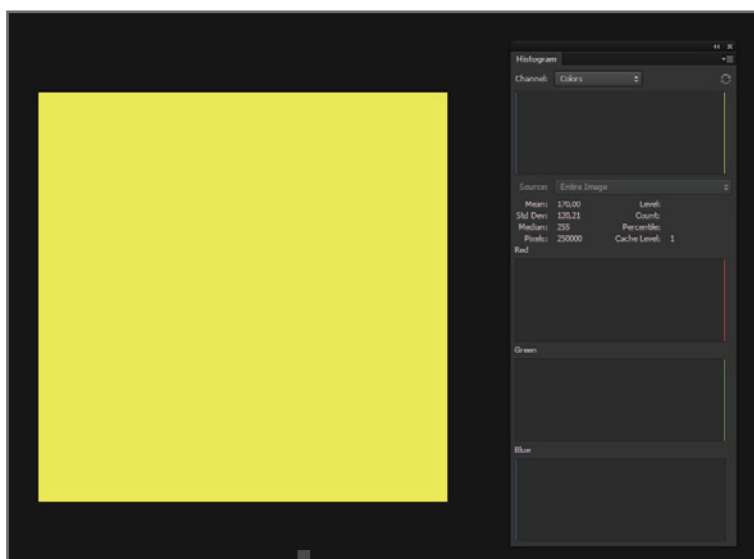 Histogram
Channel: Colors
Source: Entire Image
Mean: 170,00 Level:
Std Dev: 120,21 Count:
Median: 255 Percentile:
Pixels: 250000 Cache Level: 1
Red
Green
Blue